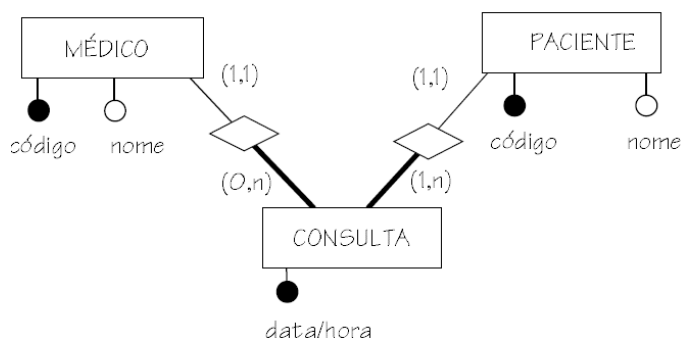 MÉDICO
PACIENTE
(1,1)
(1,1)
código
nome
código
nome
(0,n)
(1,n)
CONSULTA
data/hora